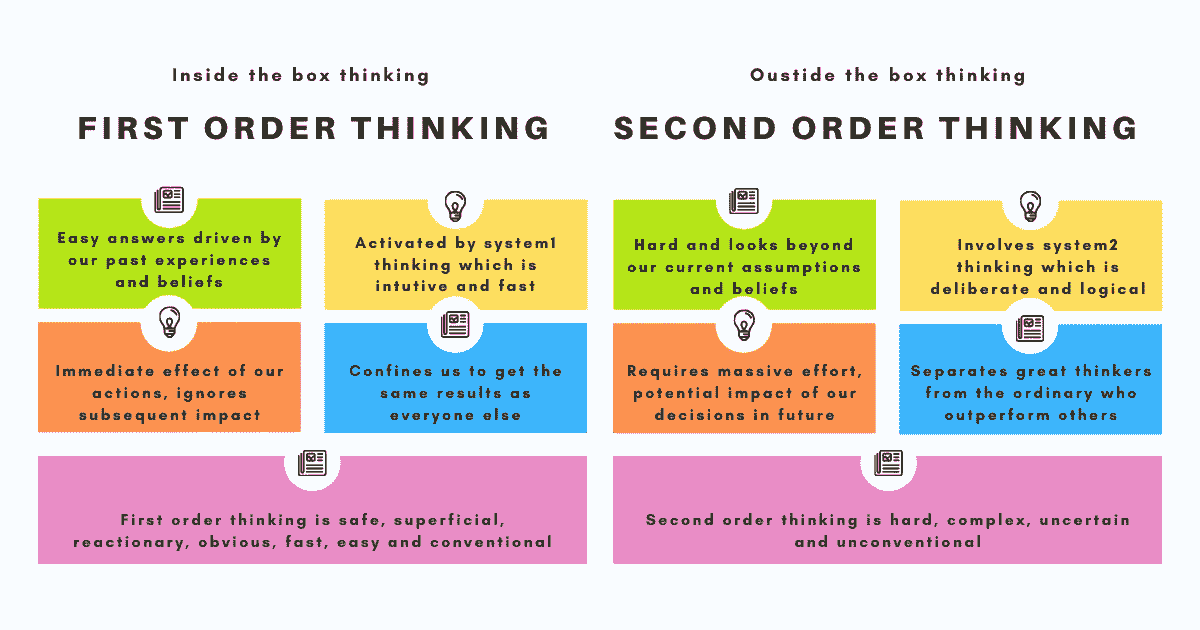 Inside the box thinking
FIRST ORDER THINKING
Easy answers driven by
our past experiences
and beliefs
Activated by system1
thinking which is
intutive and fast
Immediate effect of our
actions, ignores
subsequent impact
Confines us to get the
same results as
everyone else
First order thinking is safe, superficial,
reactionary, obvious, fast, easy and conventional
Oustide the box thinking
SECOND ORDER THINKING
Hard and looks beyond
our current assumptions
and beliefs
Involves system2
thinking which is
deliberate and logical
Requires massive effort,
potential impact of our
decisions in future
Separates great thinkers
from the ordinary who
outperform others
Second order thinking is hard, complex, uncertain
and unconventional